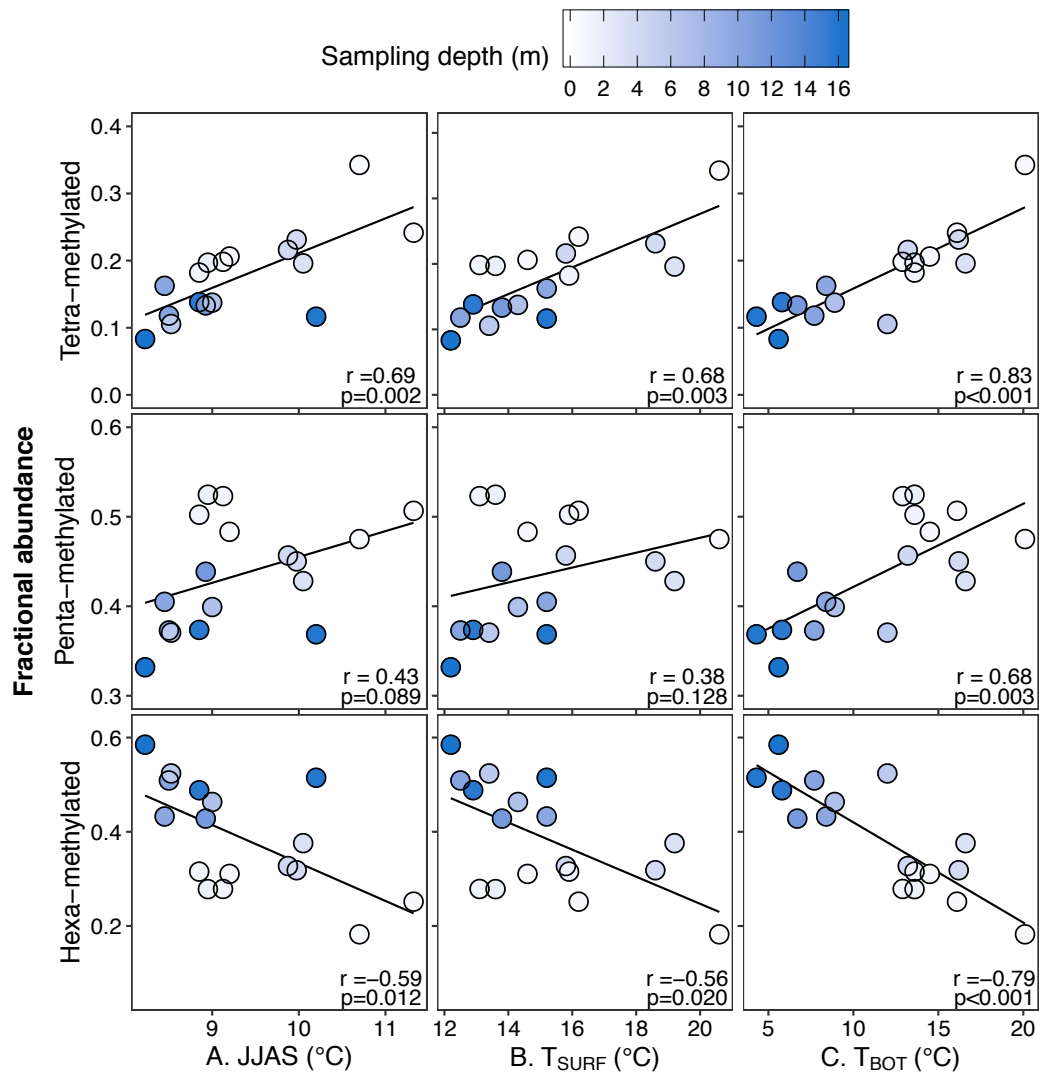 Sampling depth (m)
0 2 4 6 8 10 12 14 16
Fractional abundance
Tetra−methylated
0.4
0.3
0.2
0.1
0.0
r =0.69
p=0.002
r = 0.68
p=0.003
r = 0.83
p<0.001
Penta−methylated
0.6
0.5
0.4
0.3
r = 0.43
p=0.089
r = 0.38
p=0.128
r = 0.68
p=0.003
Hexa−methylated
0.6
0.4
0.2
r =−0.59
p=0.012
r =−0.56
p=0.020
r =−0.79
p<0.001
9 10 11
12 14 16 18 20
5 10 15 20
A. JJAS (°C)
B. TSURF (°C)
C. TBOT (°C)